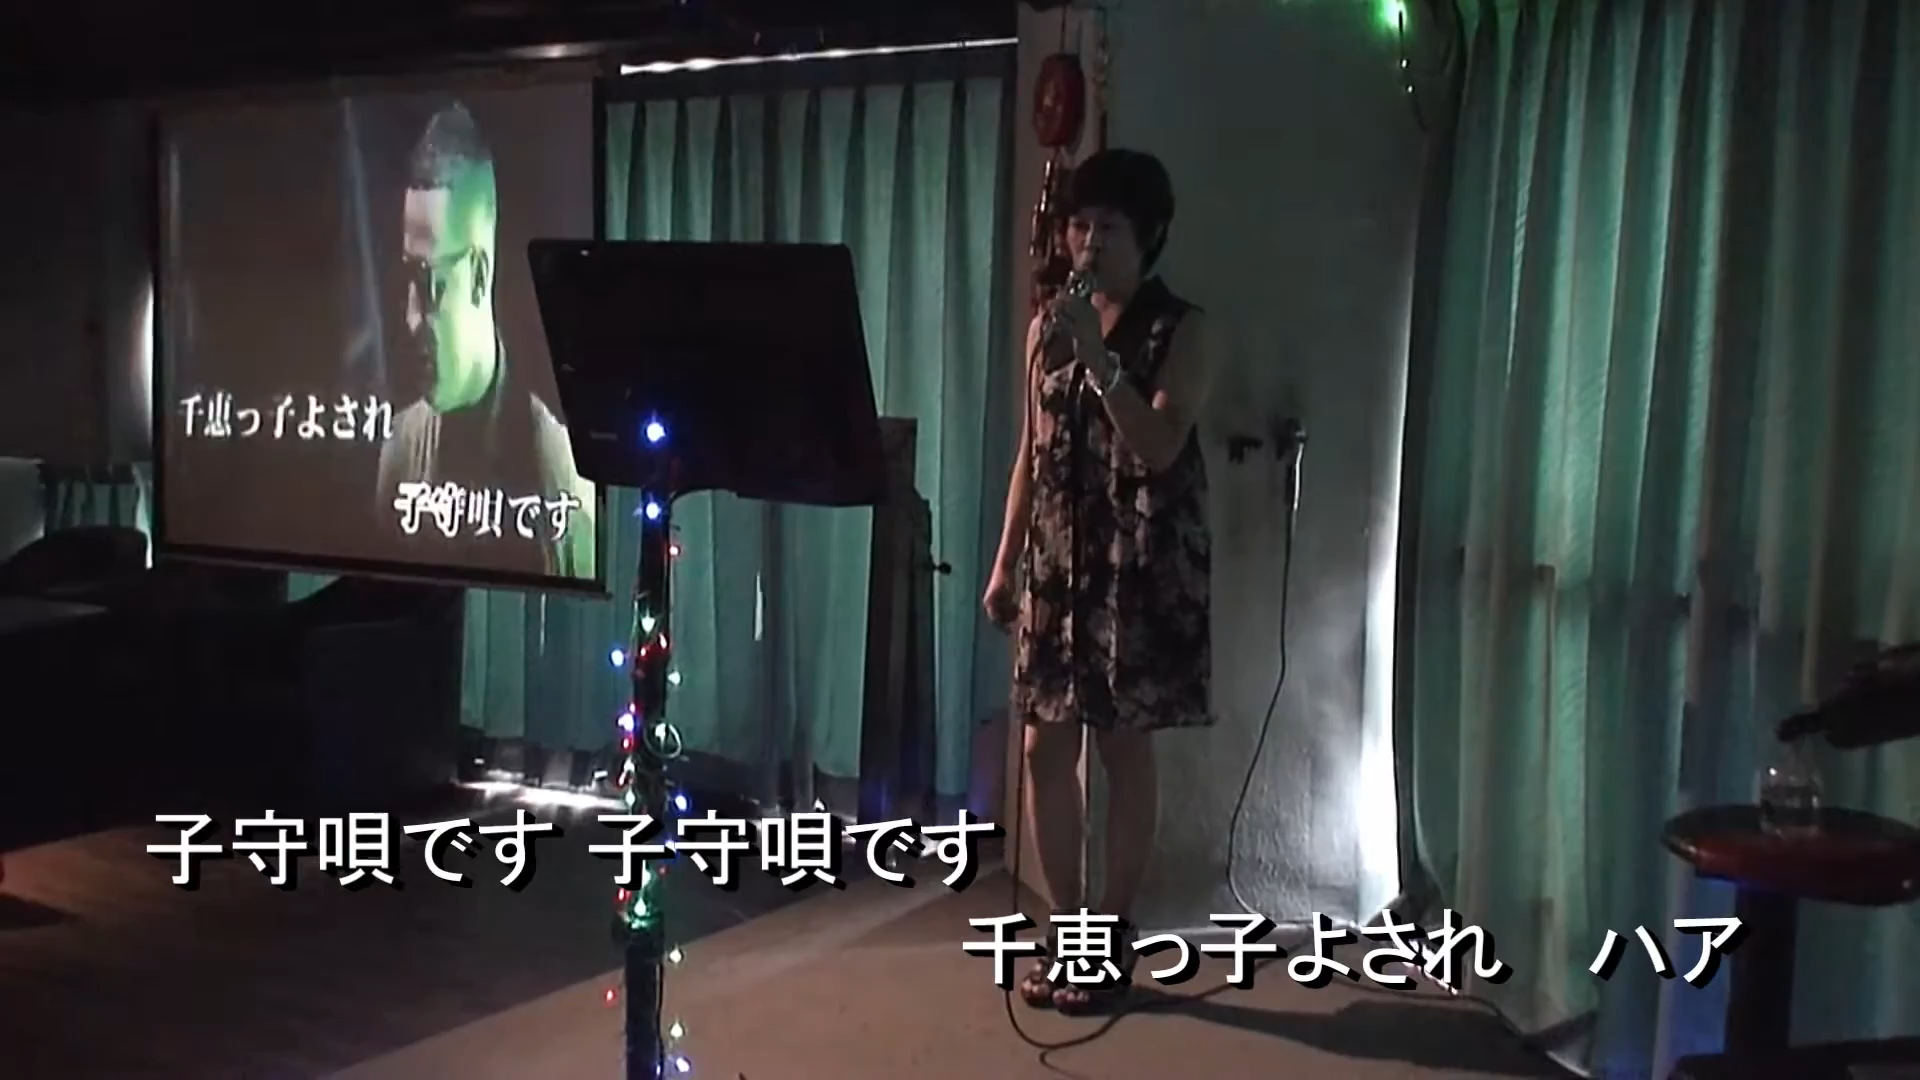 千恵っ子よされ
子守唄です
子守唄です 子守唄です
千恵っ子よされ　ハア